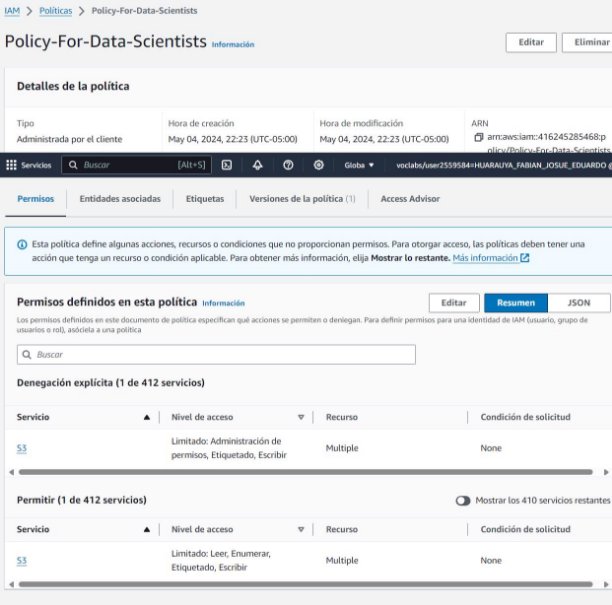 IAM > Políticas > Policy-For-Data-Scientists
Policy-For-Data-Scientists Información
Editar Eliminar
Detalles de la política
Tipo
Administrada por el cliente
Hora de creación
May 04, 2024, 22:23 (UTC-05:00)
Hora de modificación
May 04, 2024, 22:23 (UTC-05:00)
ARN
arn:aws:iam::416245285468:p
olicy/Policy-For-Data-Scientists
Servicios Buscar [Alt+S] Globa voclabs/user2559584=HUARAUYA_FABIAN_JOSUE_EDUARDO @
Permisos Entidades asociadas Etiquetas Versiones de la política (1) Access Advisor
Esta política define algunas acciones, recursos o condiciones que no proporcionan permisos. Para otorgar acceso, las políticas deben tener una
acción que tenga un recurso o condición aplicable. Para obtener más información, elija Mostrar lo restante. Más información
Permisos definidos en esta política Información
Editar Resumen JSON
Los permisos definidos en este documento de política especifican qué acciones se permiten o deniegan. Para definir permisos para una identidad de IAM (usuario, grupo de
usuarios o rol), asóciela a una política
Buscar
Denegación explícita (1 de 412 servicios)
Servicio Nivel de acceso Recurso Condición de solicitud
S3
Limitado: Administración de
permisos, Etiquetado, Escribir
Multiple
None
Permitir (1 de 412 servicios)
Mostrar los 410 servicios restantes
Servicio Nivel de acceso Recurso Condición de solicitud
S3
Limitado: Leer, Enumerar,
Etiquetado, Escribir
Multiple
None